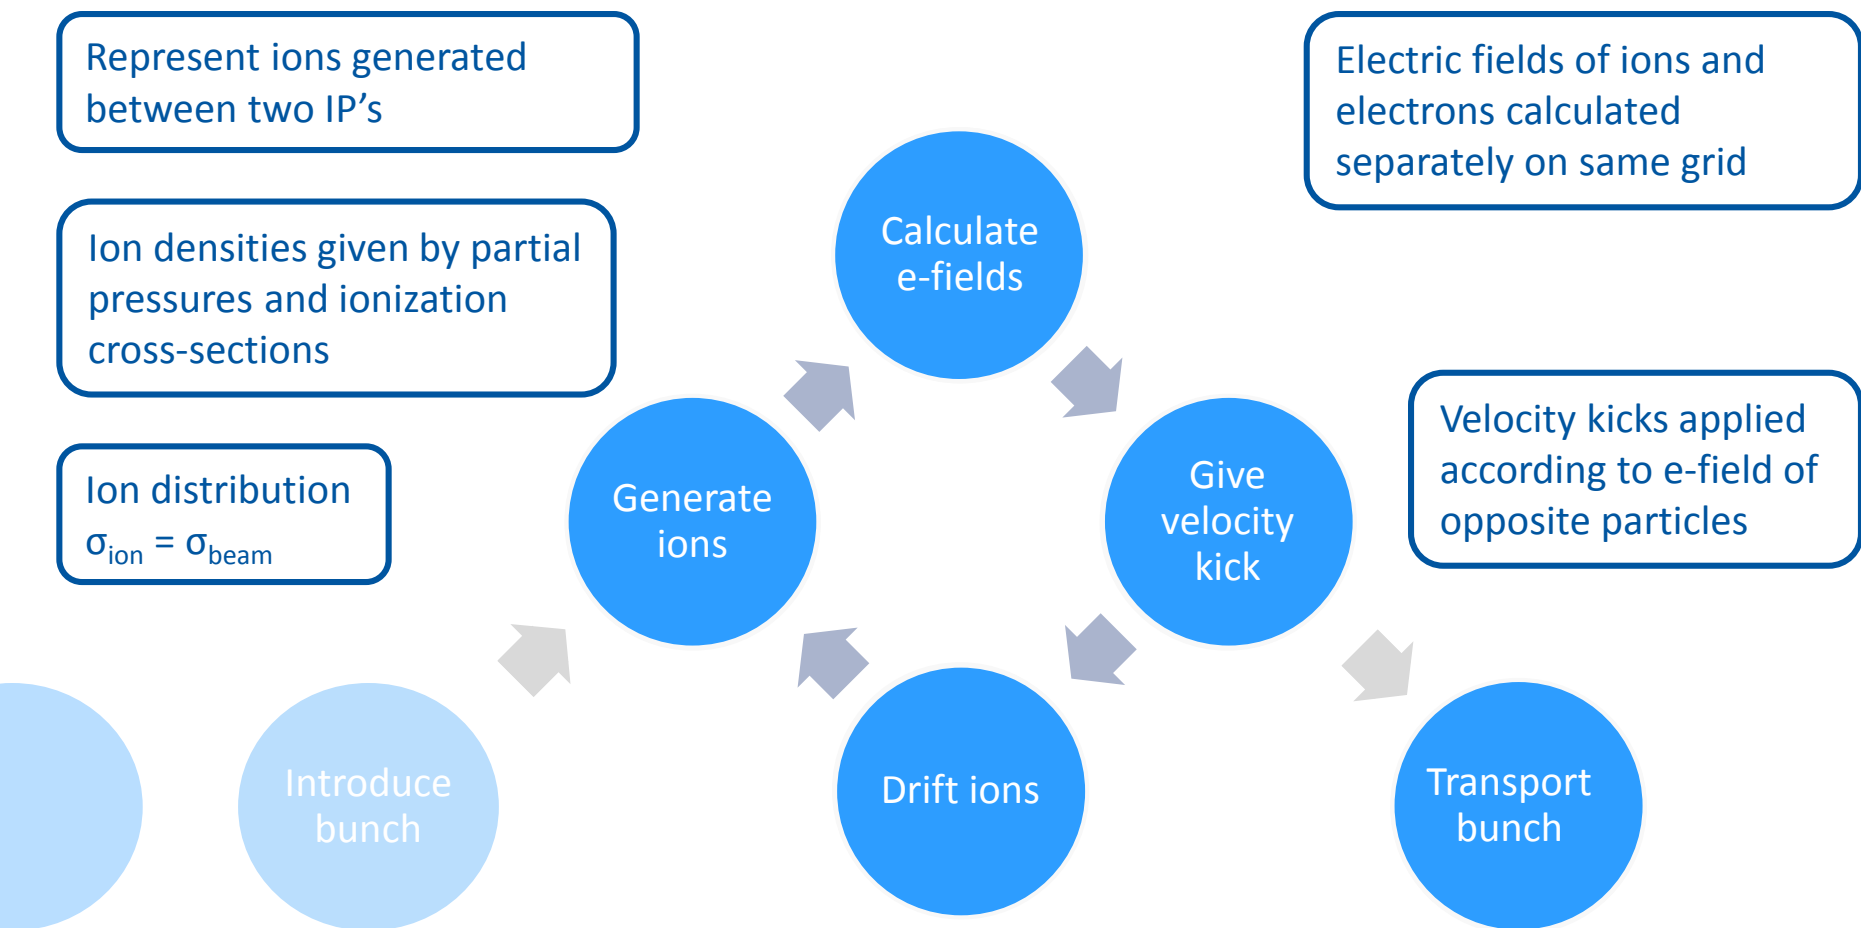 Represent ions generated
between two IP’s
Ion densities given by partial
pressures and ionization
cross-sections
Ion distribution
σion = σbeam
Electric fields of ions and
electrons calculated
separately on same grid
Velocity kicks applied
according to e-field of
opposite particles
Calculate
e-fields
Generate
ions
Give
velocity
kick
Introduce
bunch
Drift ions
Transport
bunch